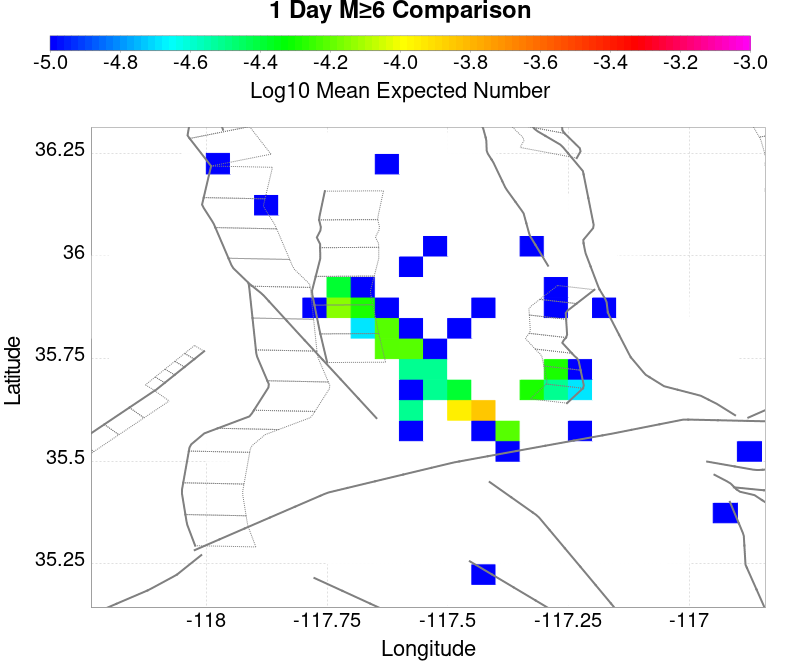 1 Day M≥6 Comparison
-5.0 -4.8 -4.6 -4.4 -4.2 -4.0 -3.8 -3.6 -3.4 -3.2 -3.0
Log10 Mean Expected Number
36.25
36
35.75
35.5
35.25
Latitude
-118 -117.75 -117.5 -117.25 -117
Longitude